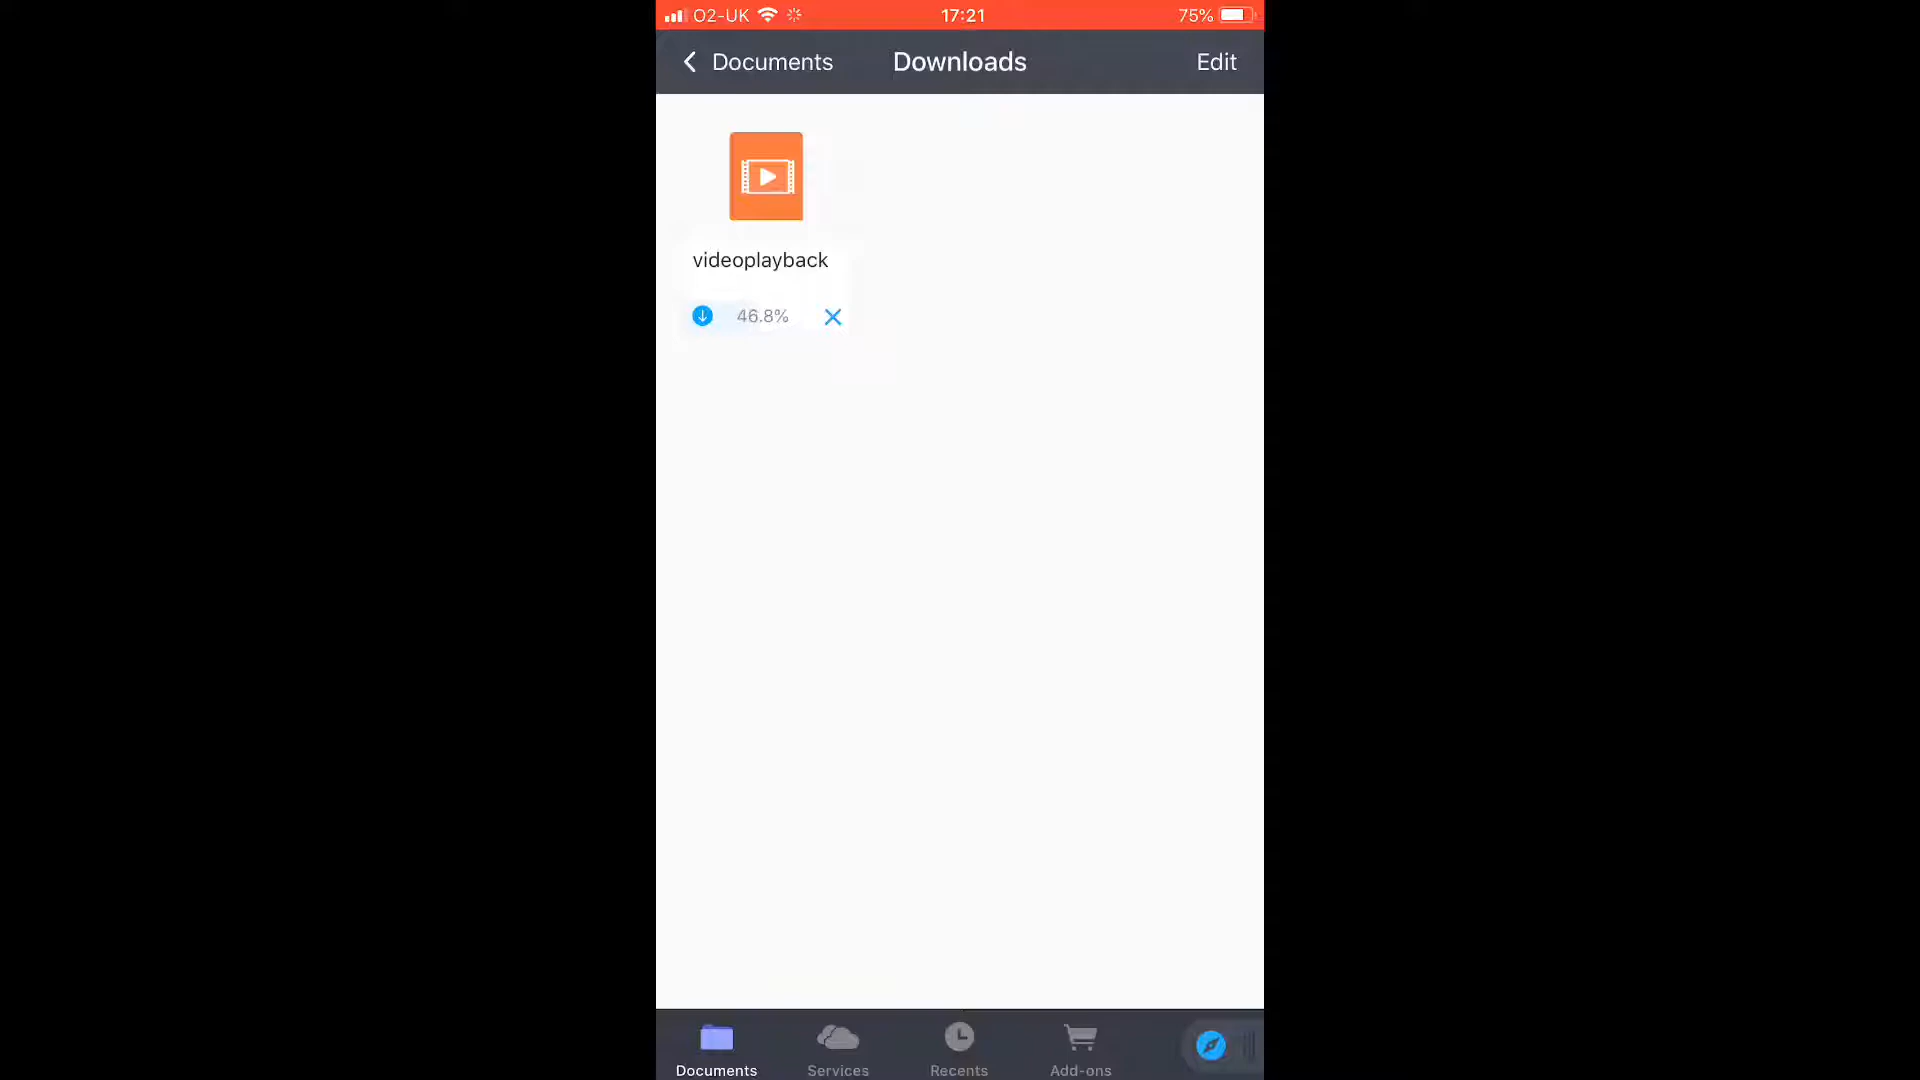 O2-UK 17:21 75%
Documents Downloads Edit
videoplayback
46.8%
Documents Services Recents Add-ons